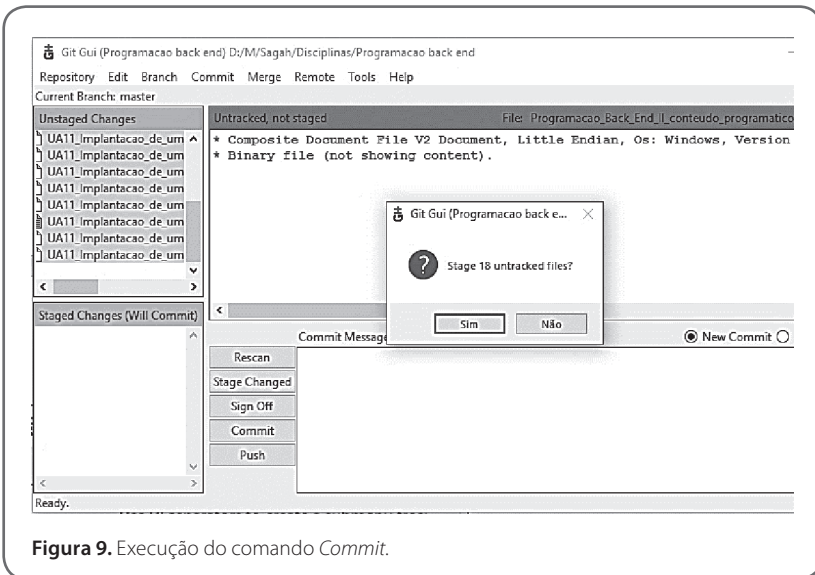 Git Gui (Programacao back end) D:/M/Sagah/Disciplinas/Programacao back end
Repository Edit Branch Commit Merge Remote Tools Help
Current Branch: master
Unstaged Changes
UA11_Implantacao_de_um
UA11_Implantacao_de_um
UA11_Implantacao_de_um
UA11_Implantacao_de_um
UA11_Implantacao_de_um
UA11_Implantacao_de_um
UA11_Implantacao_de_um
UA11_Implantacao_de_um
Untracked, not staged File: Programacao_Back_End_II_conteudo_programatico
* Composite Document File V2 Document, Little Endian, Os: Windows, Version
* Binary file (not showing content).
Git Gui (Programacao back e...
Stage 18 untracked files?
Sim Não
Staged Changes (Will Commit)
Commit Message
New Commit
Rescan
Stage Changed
Sign Off
Commit
Push
Ready.
Figura 9. Execução do comando Commit.